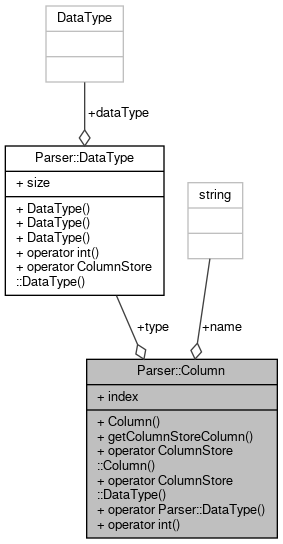 DataType
+dataType
Parser::DataType
+ size
+ DataType()
+ DataType()
+ DataType()
+ operator int()
+ operator ColumnStore
::DataType()
string
+type
+name
Parser::Column
+ index
+ Column()
+ getColumnStoreColumn()
+ operator ColumnStore
::Column()
+ operator ColumnStore
::DataType()
+ operator Parser::DataType()
+ operator int()